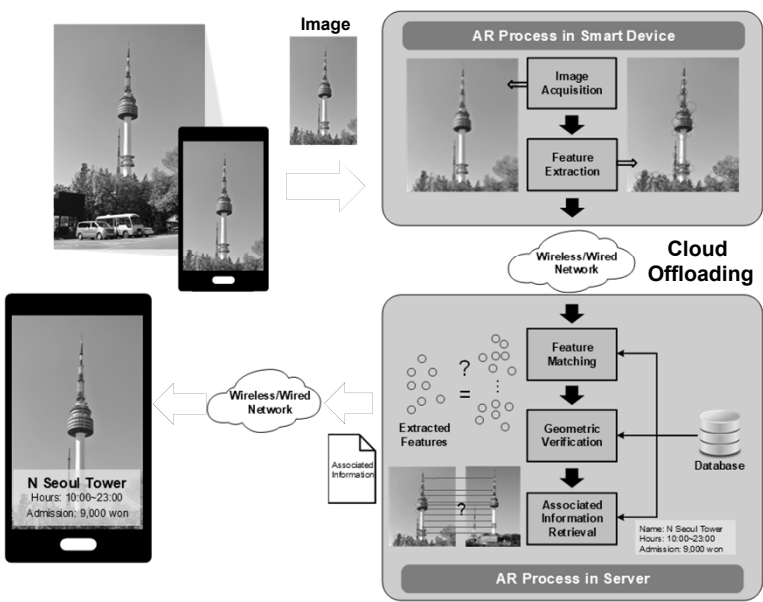 Image
AR Process in Smart Device
Image
Acquisition
Feature
Extraction
Wireless/Wired
Network
Cloud
Offloading
Feature
Matching
?
=
Extracted
Features
Geometric
Verification
Database
?
Associated
Information
Retrieval
Name: N Seoul Tower
Hours: 10:00~23:00
Admission: 9,000 won
AR Process in Server
Wireless/Wired
Network
Associated
Information
N Seoul Tower
Hours: 10:00~23:00
Admission: 9,000 won